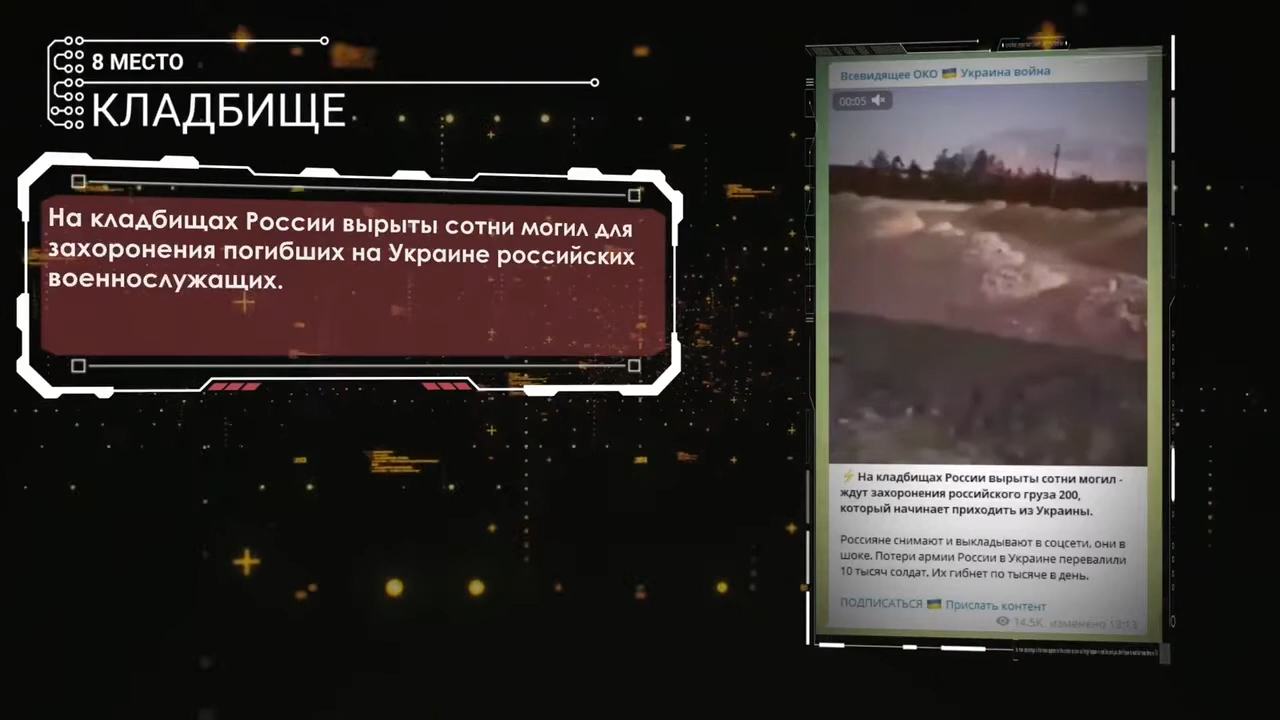 8 МЕСТО
КЛАДБИЩЕ
На кладбищах России вырыты сотни могил для
захоронения погибших на Украине российских
военнослужащих.
Всевидящее ОКО 🇺🇦 Украина война
00:05
⚡ На кладбищах России вырыты сотни могил -
ждут захоронения российского груза 200,
который начинает приходить из Украины.
Россияне снимают и выкладывают в соцсети, они в
шоке. Потери армии России в Украине перевалили
10 тысяч солдат. Их гибнет по тысяче в день.
ПОДПИСАТЬСЯ 🇺🇦 Прислать контент
14.5K изменено 13:13